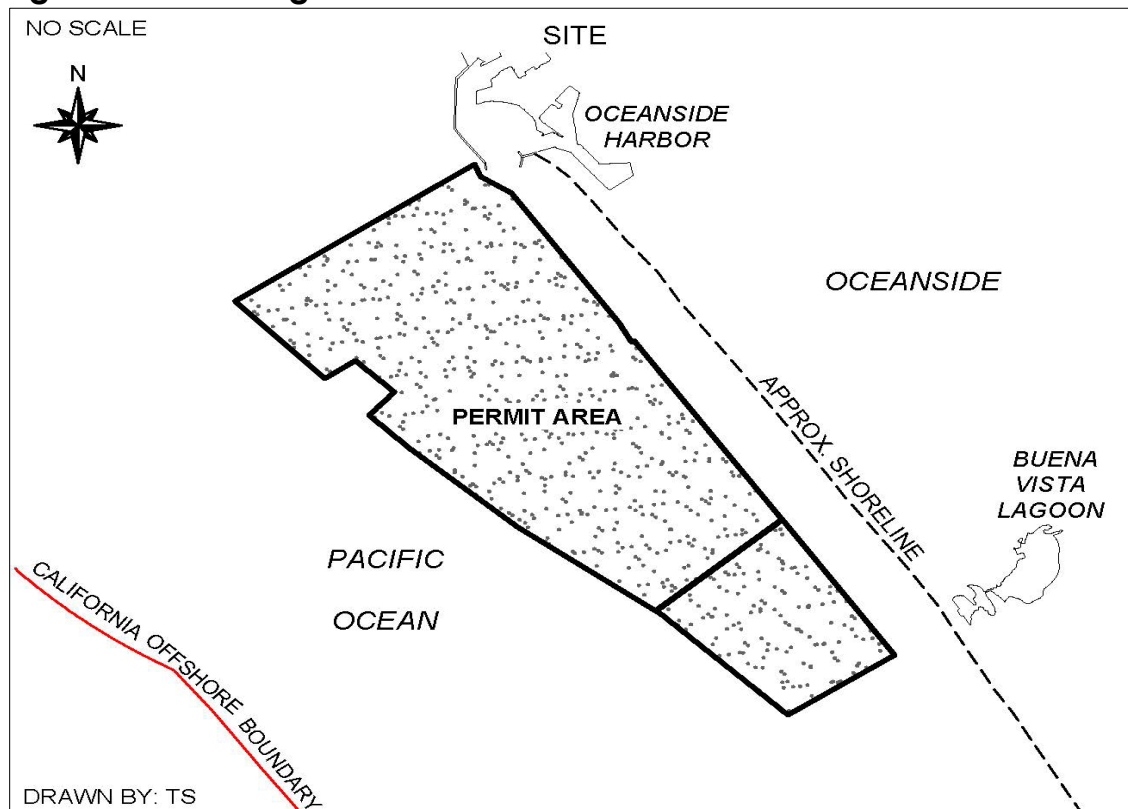 NO SCALE
SITE
N
OCEANSIDE
HARBOR
OCEANSIDE
PERMIT AREA
APPROX. SHORELINE
BUENA
VISTA
LAGOON
PACIFIC
OCEAN
CALIFORNIA OFFSHORE BOUNDARY
DRAWN BY: TS